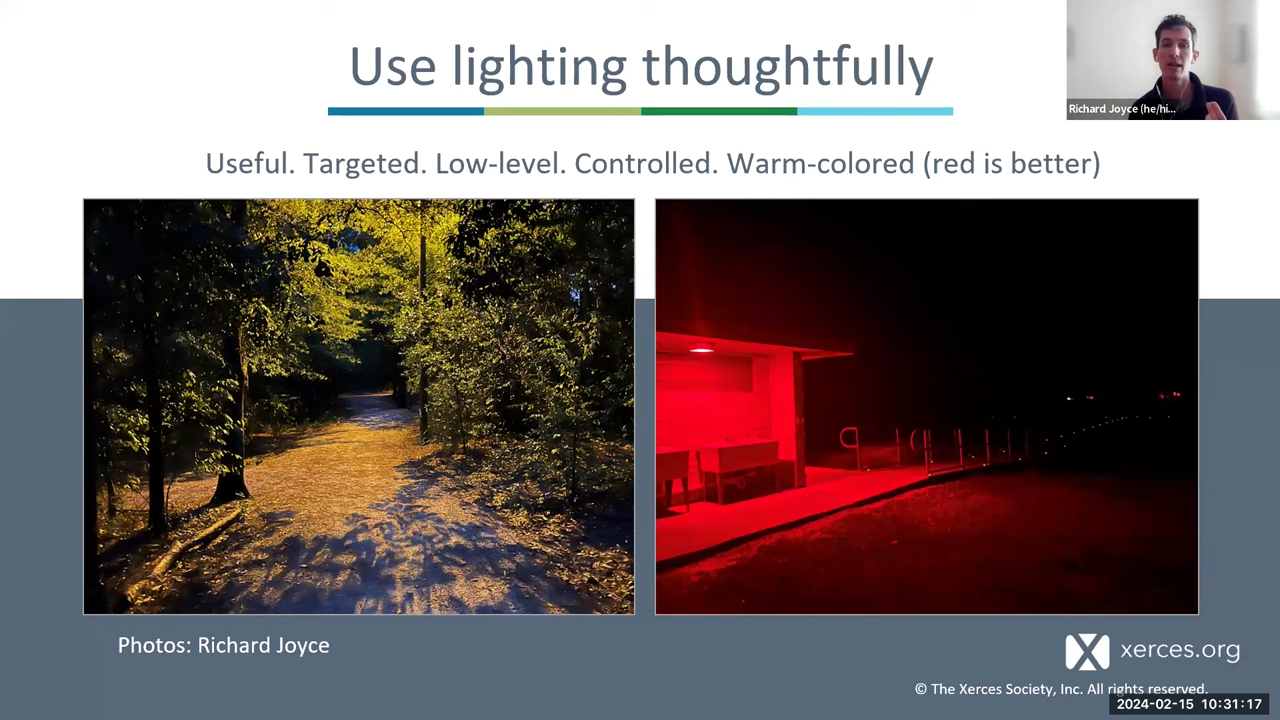 Use lighting thoughtfully
Richard Joyce (he/hi...
Useful. Targeted. Low-level. Controlled. Warm-colored (red is better)
Photos: Richard Joyce
xerces.org
© The Xerces Society, Inc. All rights reserved.
2024-02-15 10:31:17